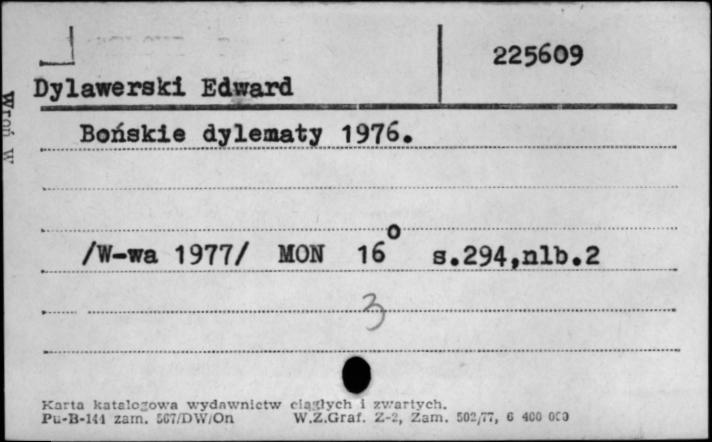 225609
Dylawerski Edward
Bońskie dylematy 1976.
/W-wa 1977/ MON 16° s.294,nlb.2
3
Karta katalogowa wydawnictw ciągłych i zwartych.
Pu-B-141 zam. 567/DW/On W.Z.Graf. Z-2, Zam. 502/77, 6 400 000